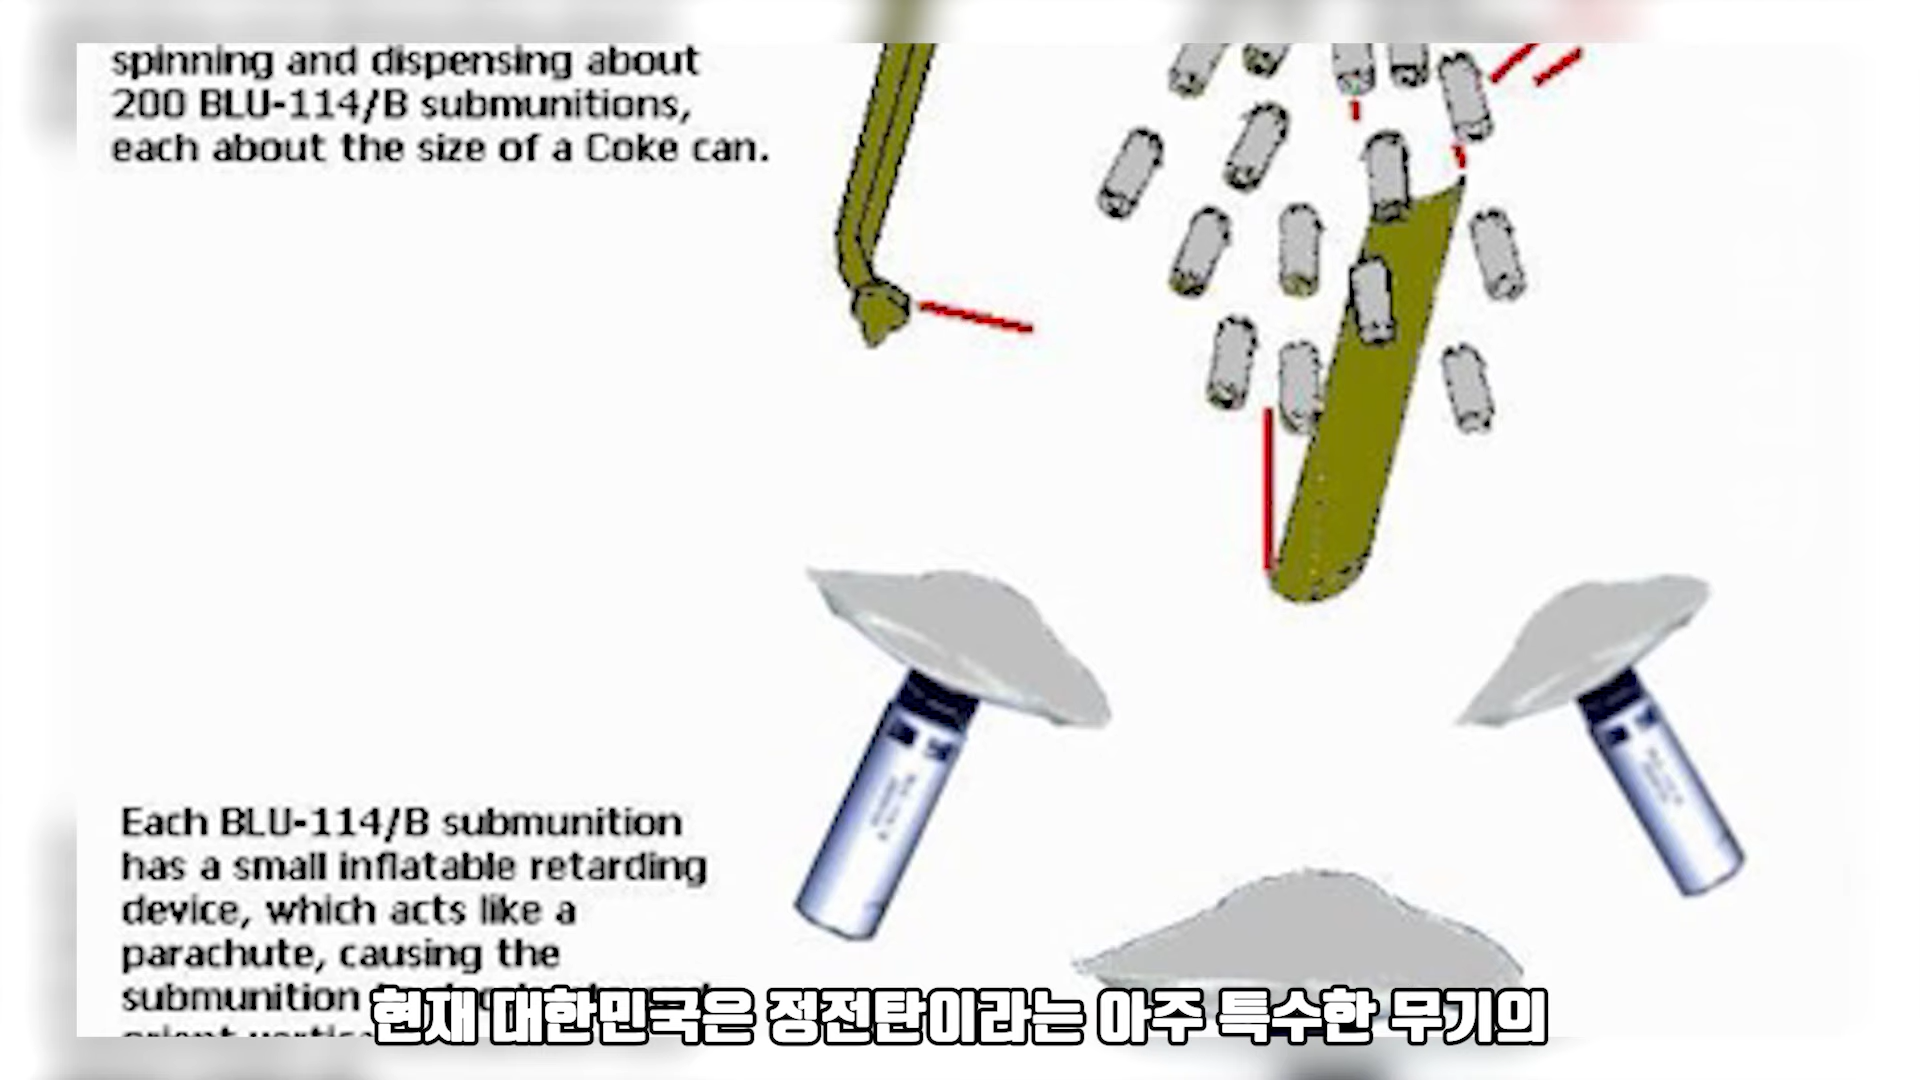 spinning and dispensing about
200 BLU-114/B submunitions,
each about the size of a Coke can.
Each BLU-114/B submunition
has a small inflatable retarding
device, which acts like a
parachute, causing the
submunition
현재 대한민국은 정전탄이라는 아주 특수한 무기의